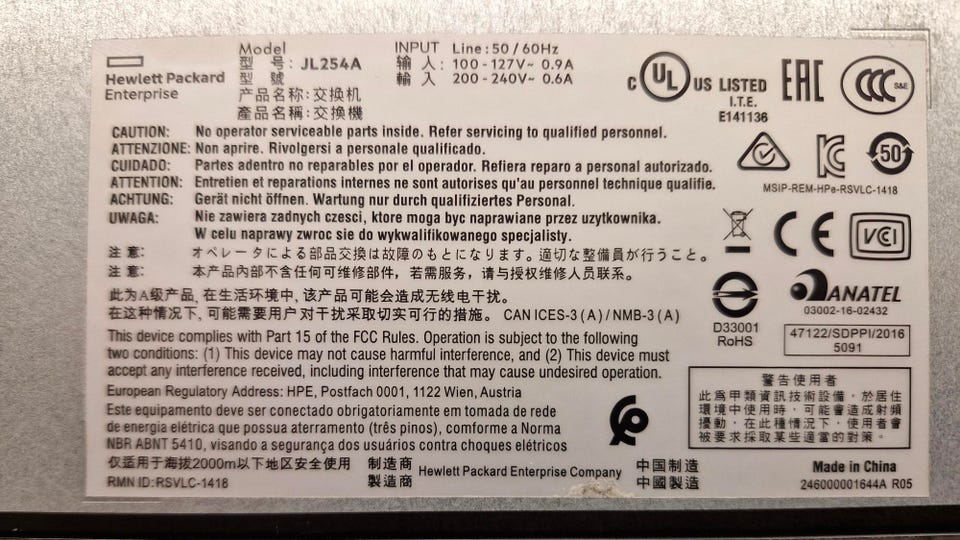 Hewlett Packard
Enterprise
Model
型 号: JL254A
型 號
产品名称:交换机
產品名稱:交換機
INPUT Line:50/60Hz
输 入: 100-127V~ 0.9A
輸 入 200-240V~ 0.6A
C UL US LISTED
I.T.E.
E141136
EAC
CCC S&E
CAUTION: No operator serviceable parts inside. Refer servicing to qualified personnel.
ATTENZIONE: Non aprire. Rivolgersi a personale qualificado.
CUIDADO: Partes adentro no reparables por el operador. Refiera reparo a personal autorizado.
ATTENTION: Entretien et reparations internes ne sont autorises qu'au personnel technique qualifie.
ACHTUNG: Gerät nicht öffnen. Wartung nur durch qualifiziertes Personal.
UWAGA: Nie zawiera zadnych czesci, ktore moga byc naprawiane przez uzytkownika.
W celu naprawy zwroc sie do wykwalifikowanego specjalisty.
注 意: オペレータによる部品交換は故障のもとになります。適切な整備員が行うこと。
注 意: 本产品内部不含任何可维修部件，若需服务，请与授权维修人员联系。
50
MSIP-REM-HPe-RSVLC-1418
CE
VCI
此为A级产品, 在生活环境中, 该产品可能会造成无线电干扰。
在这种情况下, 可能需要用户对干扰采取切实可行的措施。 CAN ICES-3(A)/NMB-3(A)
D33001
RoHS
ANATEL
03002-16-02432
47122/SDPPI/2016
5091
This device complies with Part 15 of the FCC Rules. Operation is subject to the following
two conditions: (1) This device may not cause harmful interference, and (2) This device must
accept any interference received, including interference that may cause undesired operation.
European Regulatory Address: HPE, Postfach 0001, 1122 Wien, Austria
Este equipamento deve ser conectado obrigatoriamente em tomada de rede
de energia elétrica que possua aterramento (três pinos), comforme a Norma
NBR ABNT 5410, visando a segurança dos usuários contra choques elétricos
警告使用者
此為甲類資訊技術設備，於居住
環境中使用時，可能會造成射頻
擾動，在此種情況下，使用者會
被要求採取某些適當的對策。
仅适用于海拔2000m以下地区安全使用
RMN ID:RSVLC-1418
制造商 Hewlett Packard Enterprise Company 中国制造
製造商 中國製造
Made in China
246000001644A R05